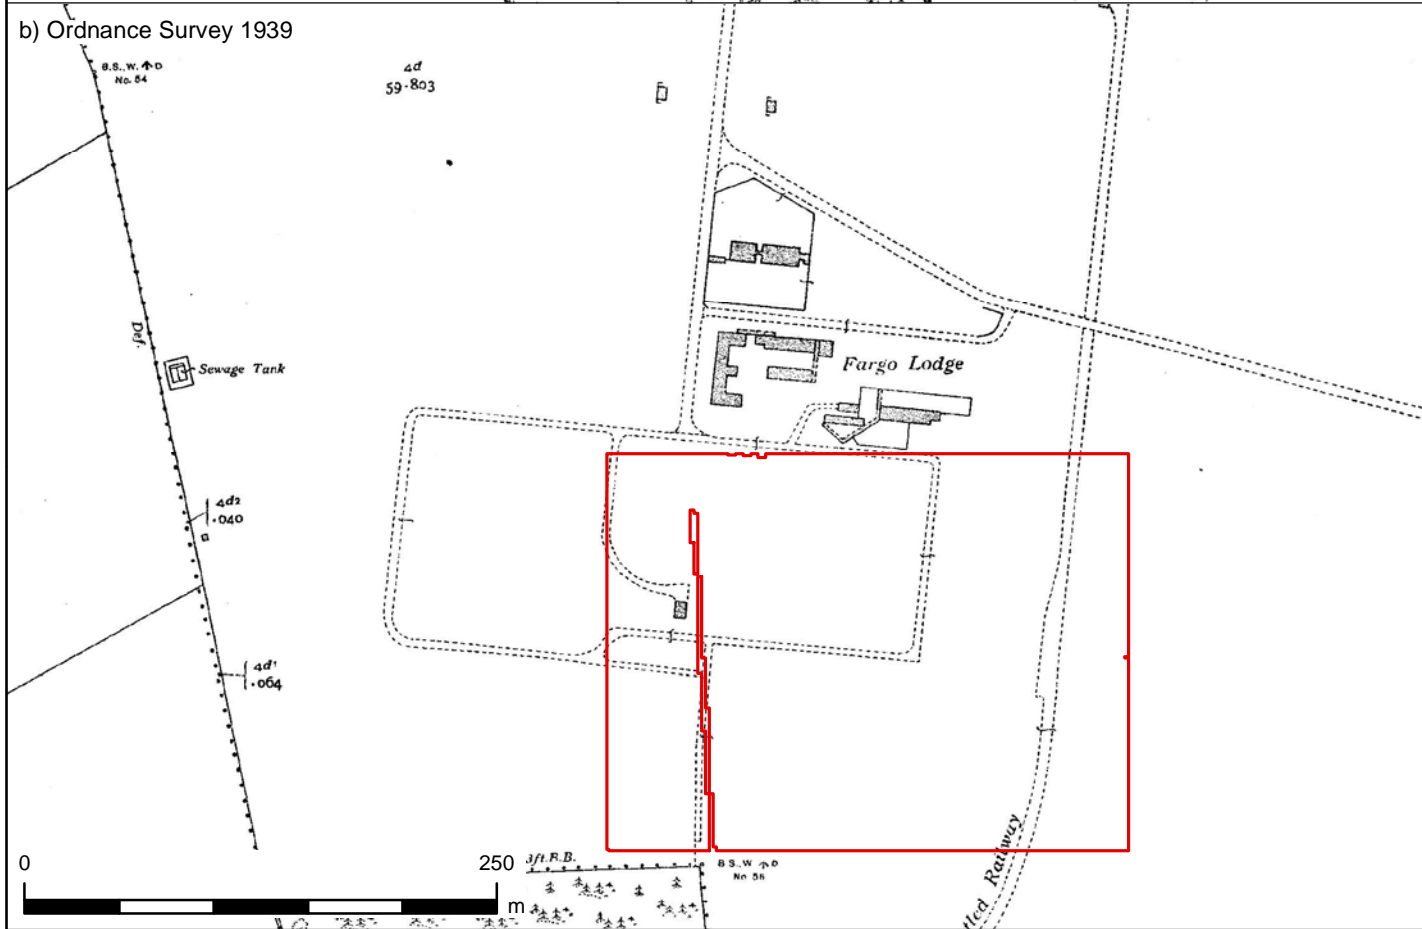 b) Ordnance Survey 1939
B.S., W. ↑ D
No. 54
4d
59·803
Def.
Sewage Tank
Fargo Lodge
4d2
·040
4d1
·064
3ft.R.B.
B.S., W ↑ D
No 56
Railway
0
250
m